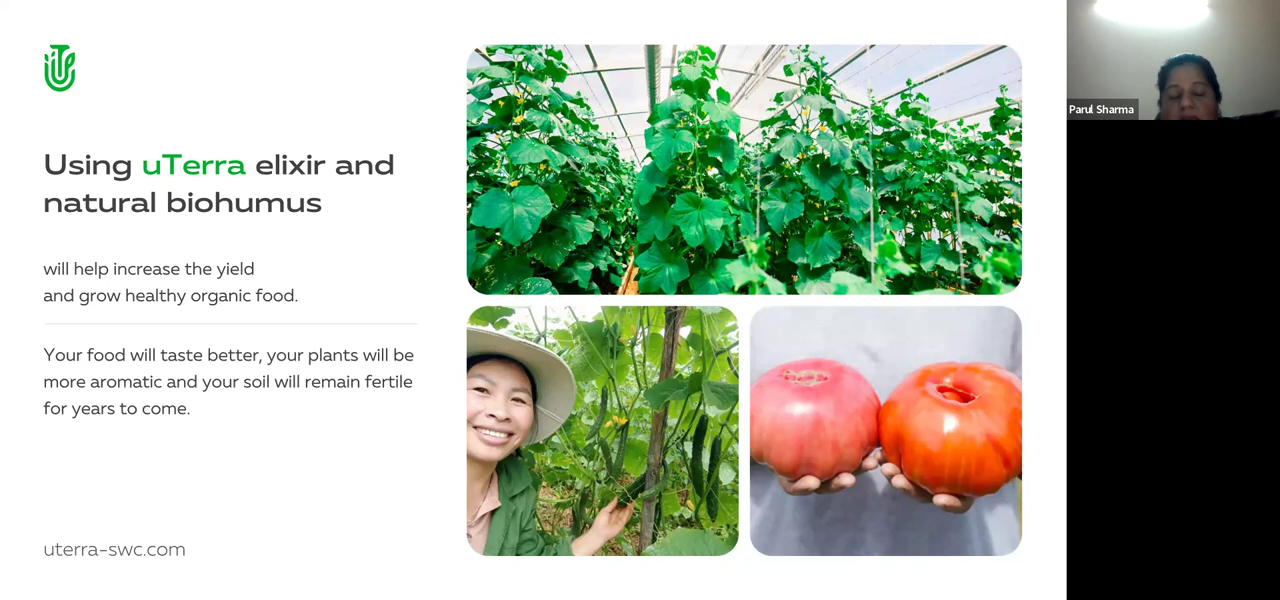 Using uTerra elixir and
natural biohumus
will help increase the yield
and grow healthy organic food.
Your food will taste better, your plants will be
more aromatic and your soil will remain fertile
for years to come.
uterra-swc.com
Parul Sharma